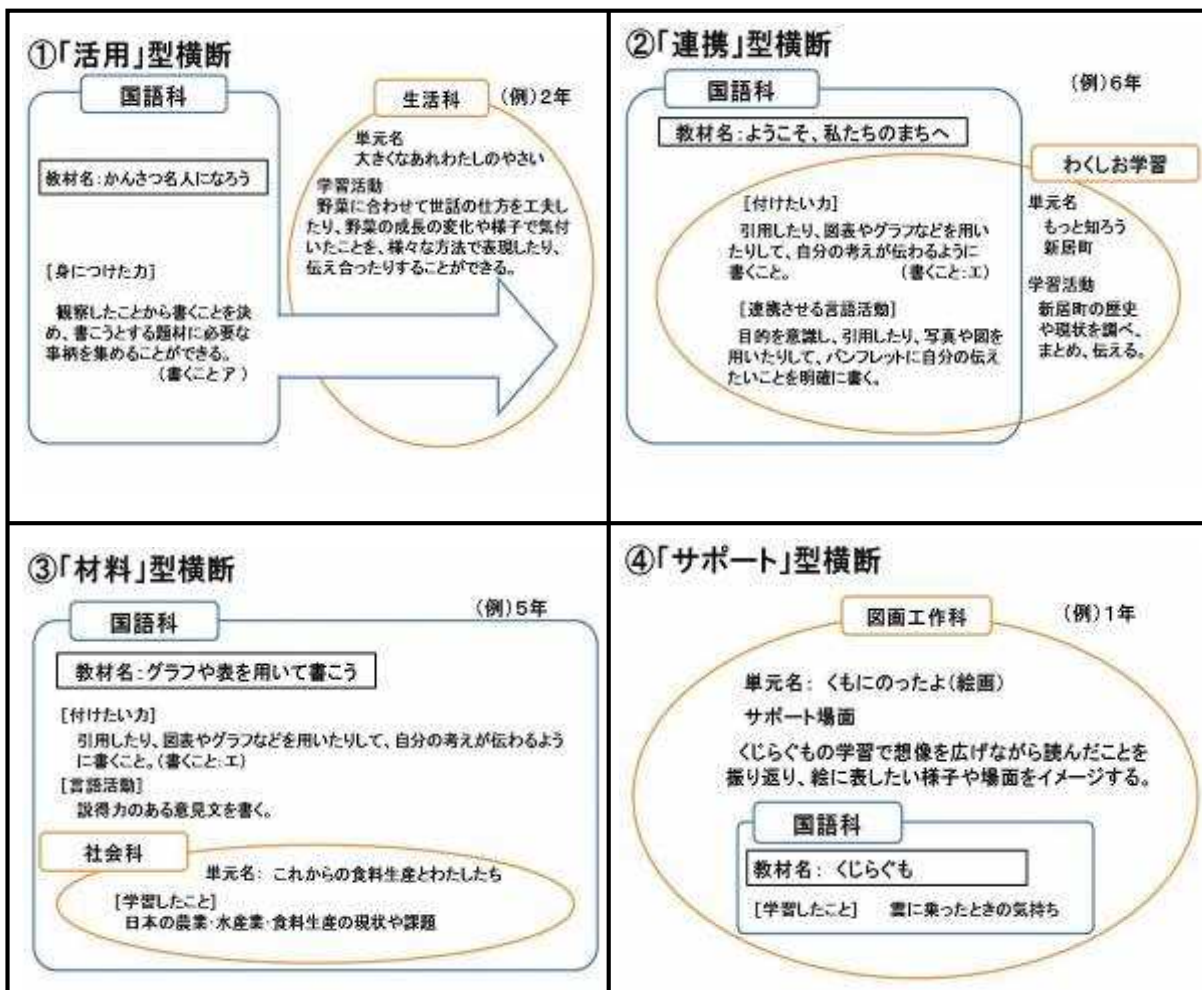 ①「活用」型横断
国語科
教材名:かんさつ名人になろう
[身につけた力]
観察したことから書くことを決
め、書こうとする題材に必要な
事柄を集めることができる。
(書くことア)
生活科
(例)2年
単元名
大きくなあれわたしのやさい
学習活動
野菜に合わせて世話の仕方を工夫し
たり、野菜の成長の変化や様子で気付
いたことを、様々な方法で表現したり、
伝え合ったりすることができる。
②「連携」型横断
(例)6年
国語科
教材名:ようこそ、私たちのまちへ
[付けたい力]
引用したり、図表やグラフなどを用い
たりして、自分の考えが伝わるように
書くこと。 (書くこと:エ)
[連携させる言語活動]
目的を意識し、引用したり、写真や図を
用いたりして、パンフレットに自分の伝え
たいことを明確に書く。
わくしお学習
単元名
もっと知ろう
新居町
学習活動
新居町の歴史
や現状を調べ、
まとめ、伝える。
③「材料」型横断
(例)5年
国語科
教材名:グラフや表を用いて書こう
[付けたい力]
引用したり、図表やグラフなどを用いたりして、自分の考えが伝わるよう
に書くこと。(書くこと:エ)
[言語活動]
説得力のある意見文を書く。
社会科
単元名: これからの食料生産とわたしたち
[学習したこと]
日本の農業・水産業・食料生産の現状や課題
④「サポート」型横断
図画工作科
(例)1年
単元名: くもにのったよ(絵画)
サポート場面
くじらぐもの学習で想像を広げながら読んだことを
振り返り、絵に表したい様子や場面をイメージする。
国語科
教材名: くじらぐも
[学習したこと] 雲に乗ったときの気持ち